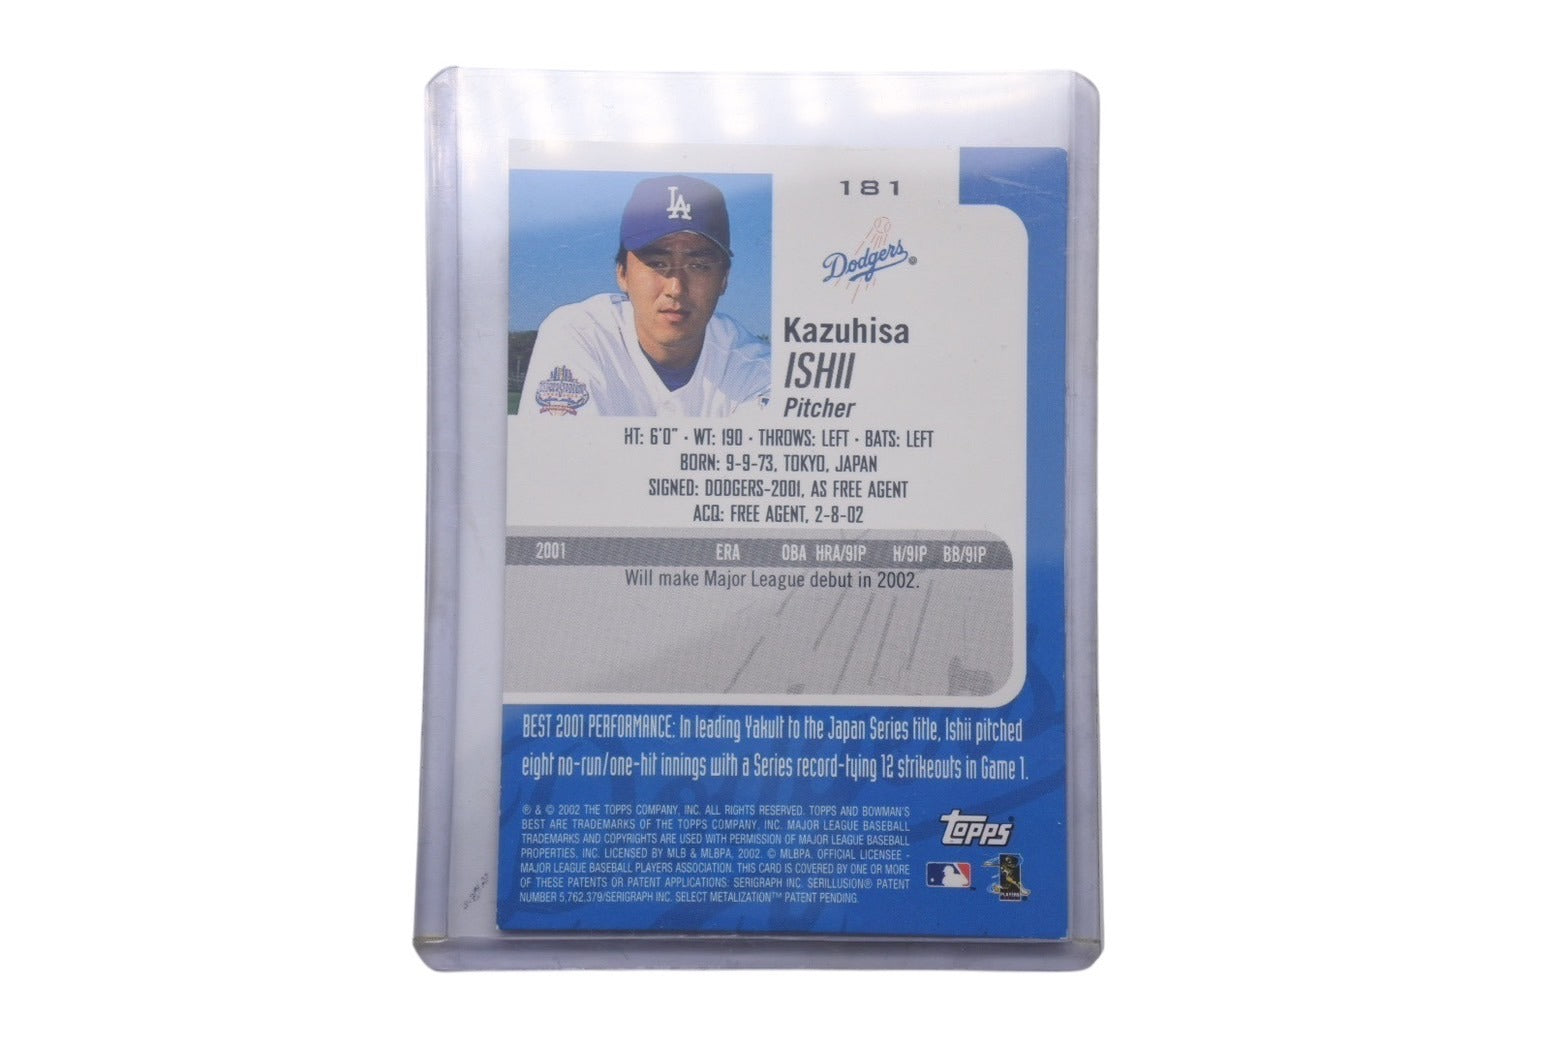 181
LA
Dodgers®
Kazuhisa
ISHII
Pitcher
HT: 6'0" · WT: 190 · THROWS: LEFT · BATS: LEFT
BORN: 9-9-73, TOKYO, JAPAN
SIGNED: DODGERS-2001, AS FREE AGENT
ACQ: FREE AGENT, 2-8-02
2001 ERA OBA HRA/9IP H/9IP BB/9IP
Will make Major League debut in 2002.
BEST 2001 PERFORMANCE: In leading Yakult to the Japan Series title, Ishii pitched
eight no-run/one-hit innings with a Series record-tying 12 strikeouts in Game 1.
® & © 2002 THE TOPPS COMPANY, INC. ALL RIGHTS RESERVED. TOPPS AND BOWMAN'S
BEST ARE TRADEMARKS OF THE TOPPS COMPANY, INC. MAJOR LEAGUE BASEBALL
TRADEMARKS AND COPYRIGHTS ARE USED WITH PERMISSION OF MAJOR LEAGUE BASEBALL
PROPERTIES, INC. LICENSED BY MLB & MLBPA, 2002. © MLBPA. OFFICIAL LICENSEE -
MAJOR LEAGUE BASEBALL PLAYERS ASSOCIATION. THIS CARD IS COVERED BY ONE OR MORE
OF THESE PATENTS OR PATENT APPLICATIONS: SERIGRAPH INC. SERILLUSION® PATENT
NUMBER 5,762,379/SERIGRAPH INC. SELECT METALIZATION™ PATENT PENDING.
topps®
PLAYERS